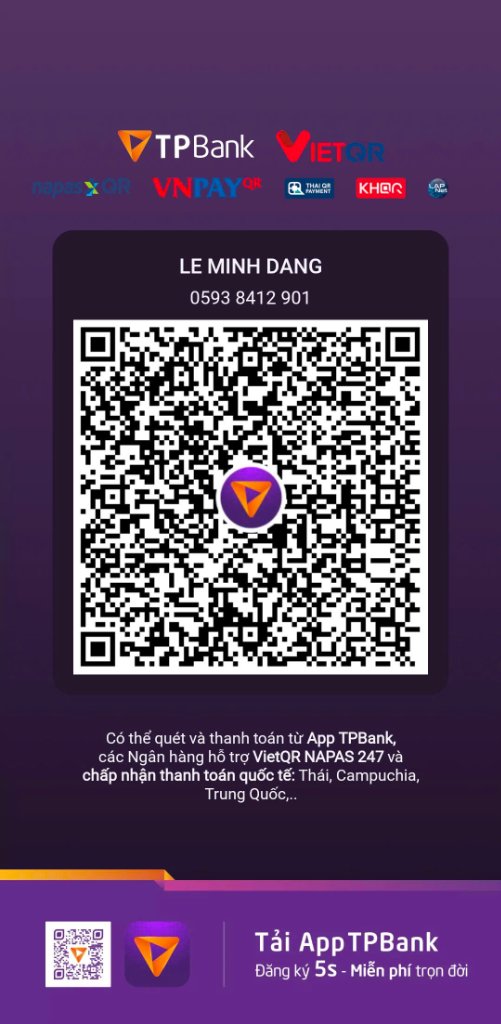 TPBank VIETQR
napas QR VNPAY QR THAI QR PAYMENT KHQR LAPNet
LE MINH DANG
0593 8412 901
Có thể quét và thanh toán từ App TPBank,
các Ngân hàng hỗ trợ VietQR NAPAS 247 và
chấp nhận thanh toán quốc tế: Thái, Campuchia,
Trung Quốc,..
Tải AppTPBank
Đăng ký 5s - Miễn phí trọn đời